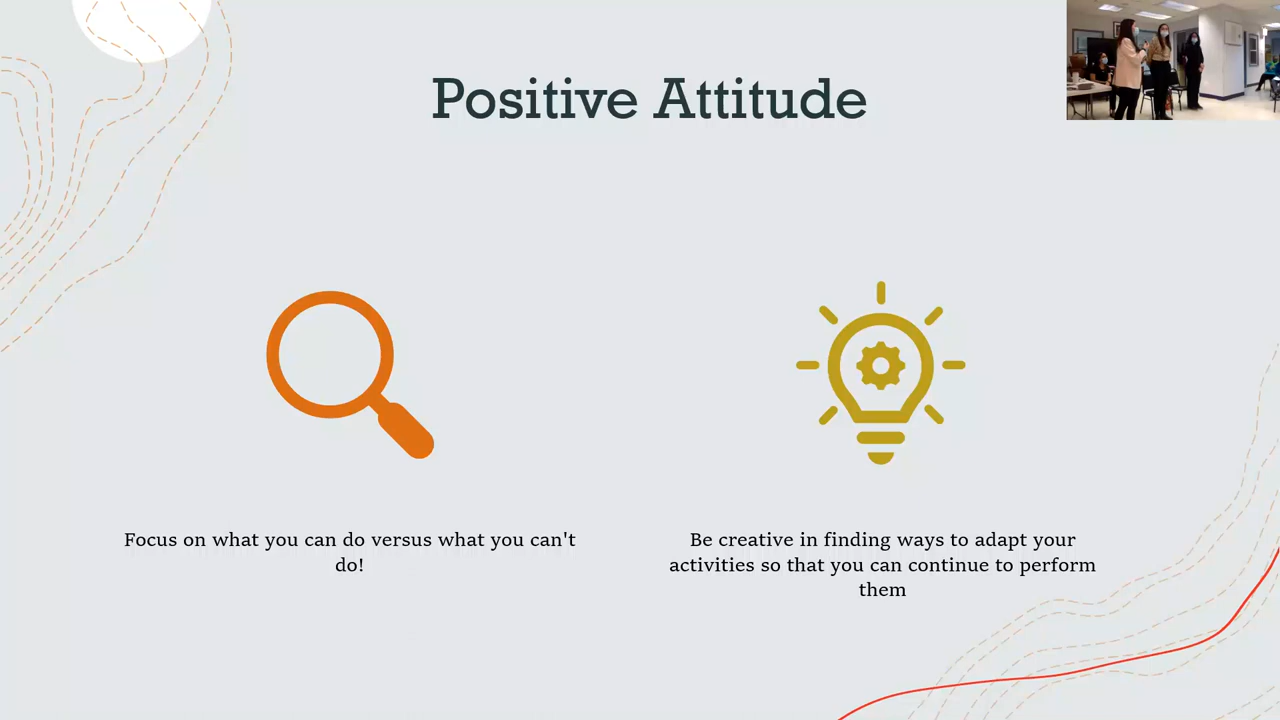 Positive Attitude
Focus on what you can do versus what you can't
do!
Be creative in finding ways to adapt your
activities so that you can continue to perform
them